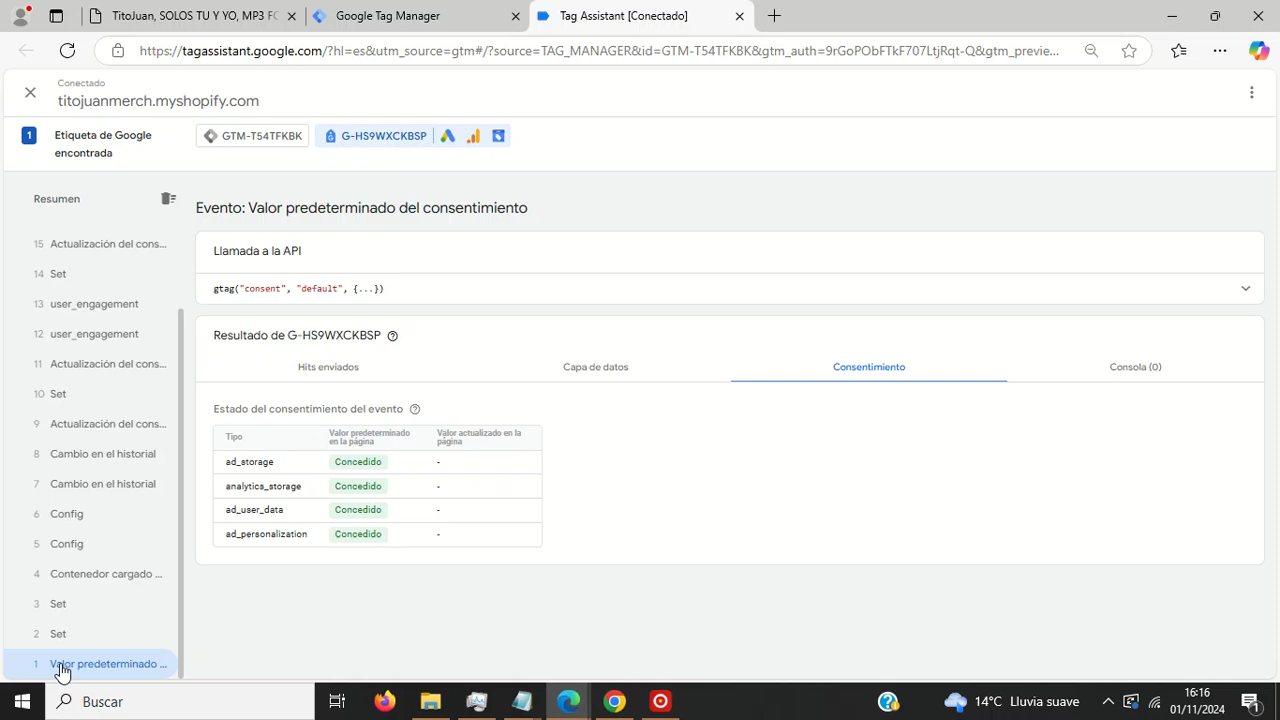 TitoJuan, SOLOS TU Y YO, MP3 FO
Google Tag Manager
Tag Assistant [Conectado]
https://tagassistant.google.com/?hl=es&utm_source=gtm#/?source=TAG_MANAGER&id=GTM-T54TFKBK&gtm_auth=9rGoPObFTkF707LtjRqt-Q&gtm_previe...
Conectado
titojuanmerch.myshopify.com
1
Etiqueta de Google
encontrada
GTM-T54TFKBK
G-HS9WXCKBSP
Resumen
15 Actualización del cons...
14 Set
13 user_engagement
12 user_engagement
11 Actualización del cons...
10 Set
9 Actualización del cons...
8 Cambio en el historial
7 Cambio en el historial
6 Config
5 Config
4 Contenedor cargado ...
3 Set
2 Set
1 Valor predeterminado ...
Evento: Valor predeterminado del consentimiento
Llamada a la API
gtag("consent", "default", {...})
Resultado de G-HS9WXCKBSP
Hits enviados
Capa de datos
Consentimiento
Consola (0)
Estado del consentimiento del evento
Tipo
Valor predeterminado
en la página
Valor actualizado en la
página
ad_storage Concedido -
analytics_storage Concedido -
ad_user_data Concedido -
ad_personalization Concedido -
Buscar
14°C Lluvia suave
16:16
01/11/2024
1